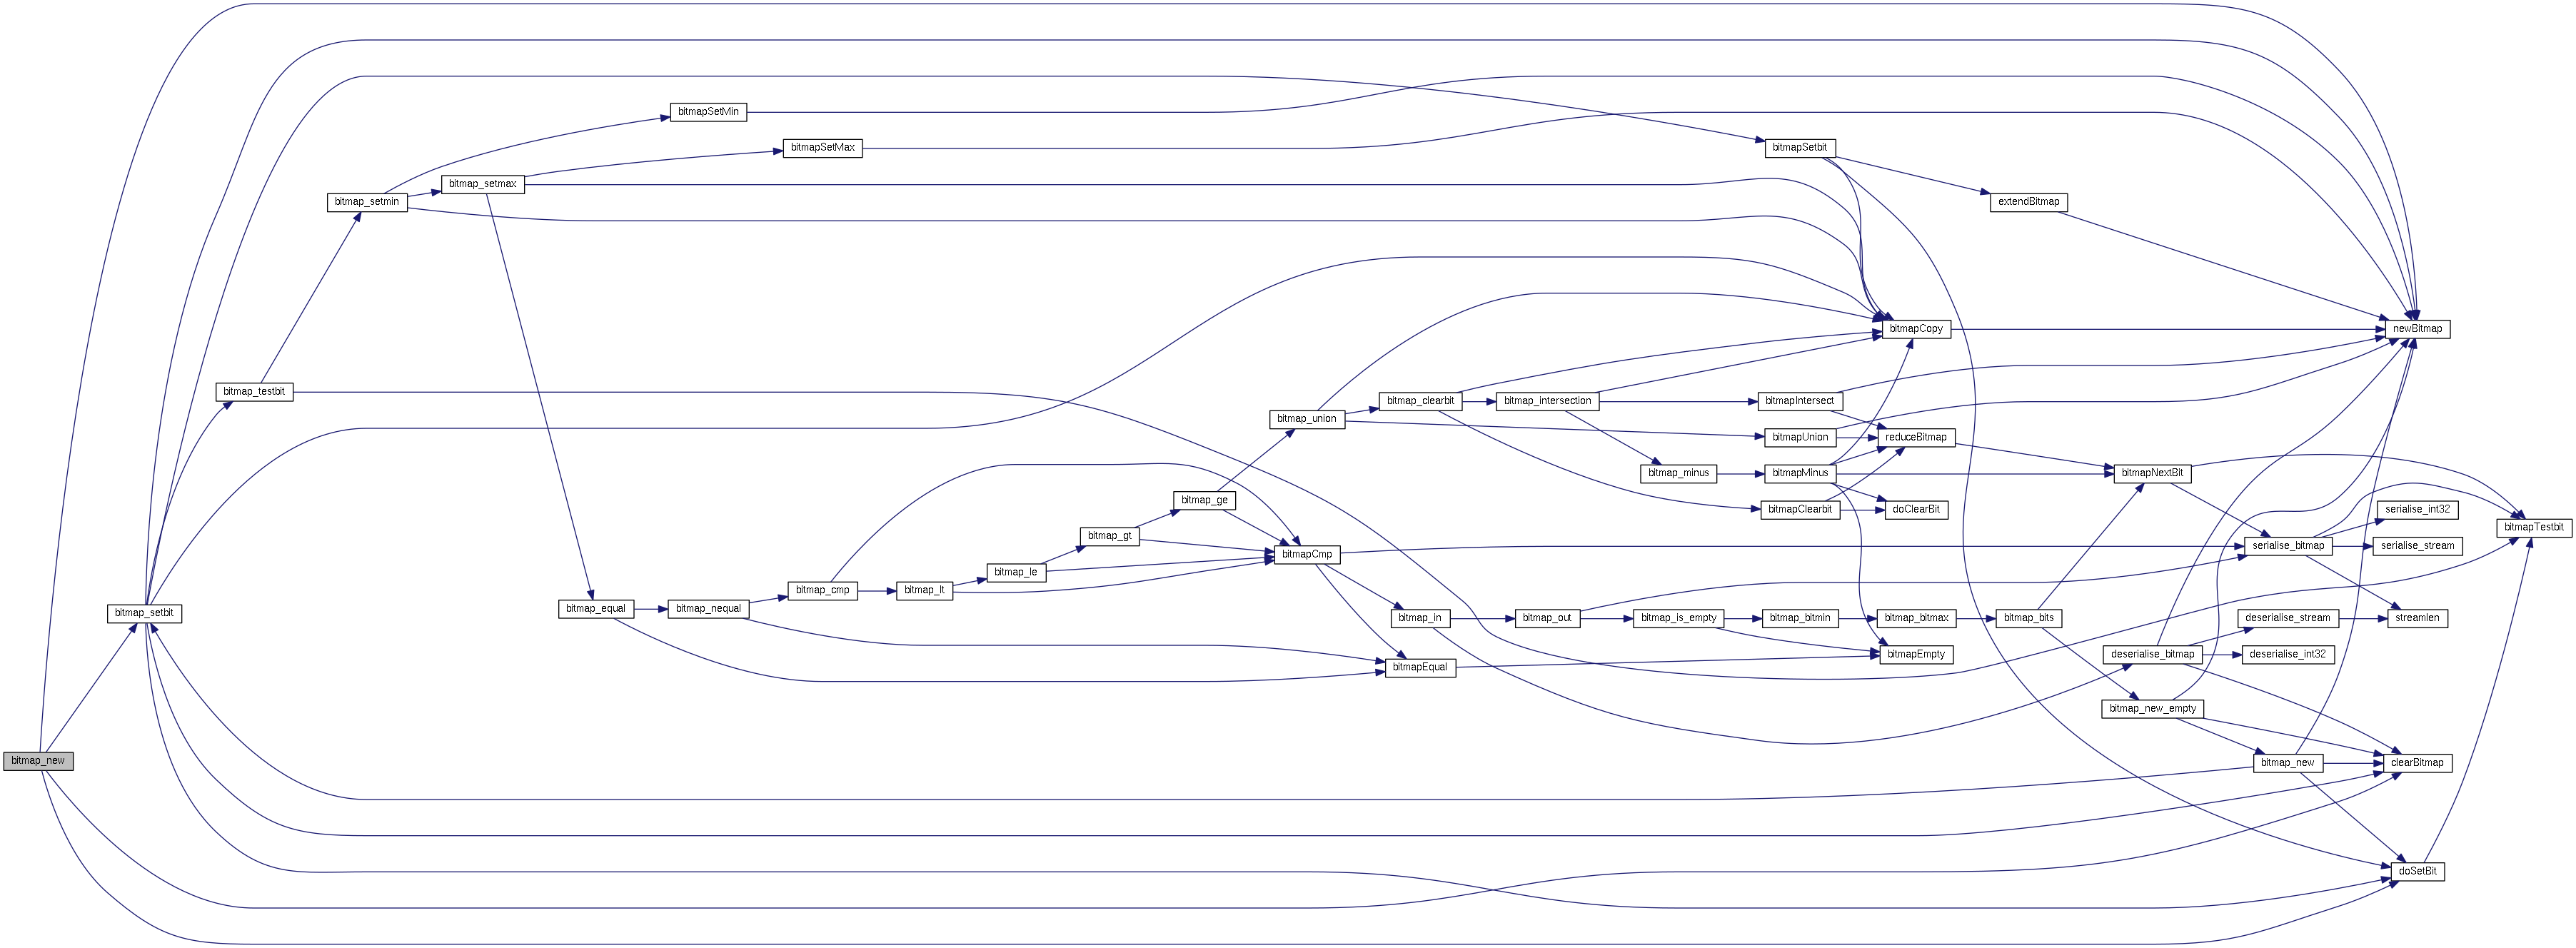 bitmap_new
bitmap_setbit
bitmap_testbit
bitmap_setmin
bitmap_setmax
bitmapSetMin
bitmapSetMax
bitmap_equal
bitmap_nequal
bitmap_cmp
bitmap_lt
bitmap_le
bitmap_gt
bitmap_ge
bitmap_union
bitmapCmp
bitmap_clearbit
bitmap_in
bitmapEqual
bitmap_intersection
bitmap_out
bitmap_minus
bitmap_is_empty
bitmapSetbit
bitmapIntersect
bitmapUnion
bitmapMinus
bitmapClearbit
bitmap_bitmin
bitmapCopy
reduceBitmap
doClearBit
bitmap_bitmax
bitmapEmpty
extendBitmap
bitmap_bits
bitmapNextBit
deserialise_bitmap
bitmap_new_empty
serialise_bitmap
deserialise_stream
deserialise_int32
bitmap_new
newBitmap
serialise_int32
serialise_stream
streamlen
clearBitmap
doSetBit
bitmapTestbit